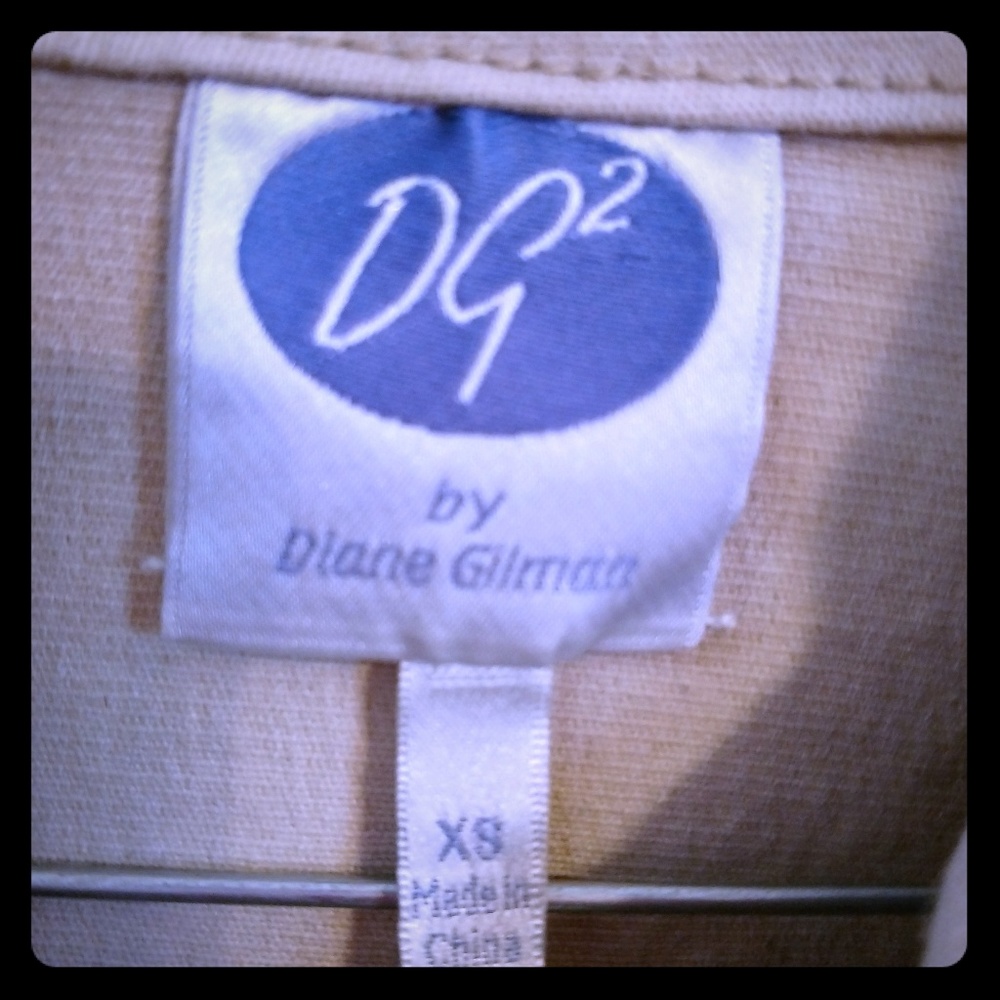 DG²
by
Diane Gilman
XS
Made in
China